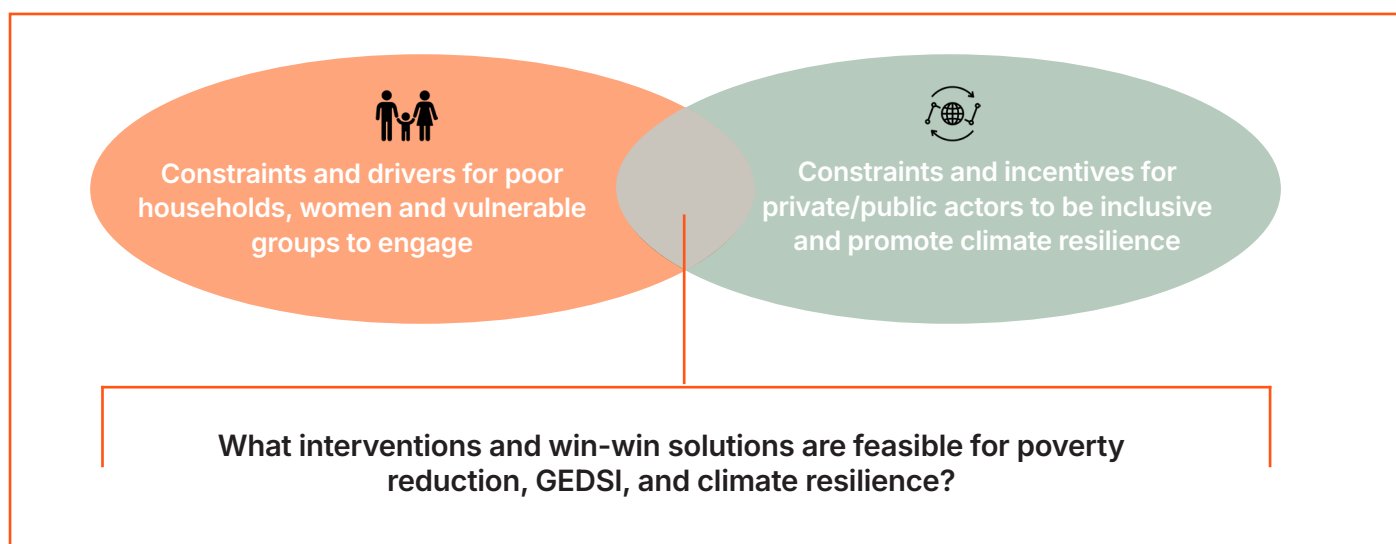 Constraints and drivers for poor
households, women and vulnerable
groups to engage
Constraints and incentives for
private/public actors to be inclusive
and promote climate resilience
What interventions and win-win solutions are feasible for poverty
reduction, GEDSI, and climate resilience?